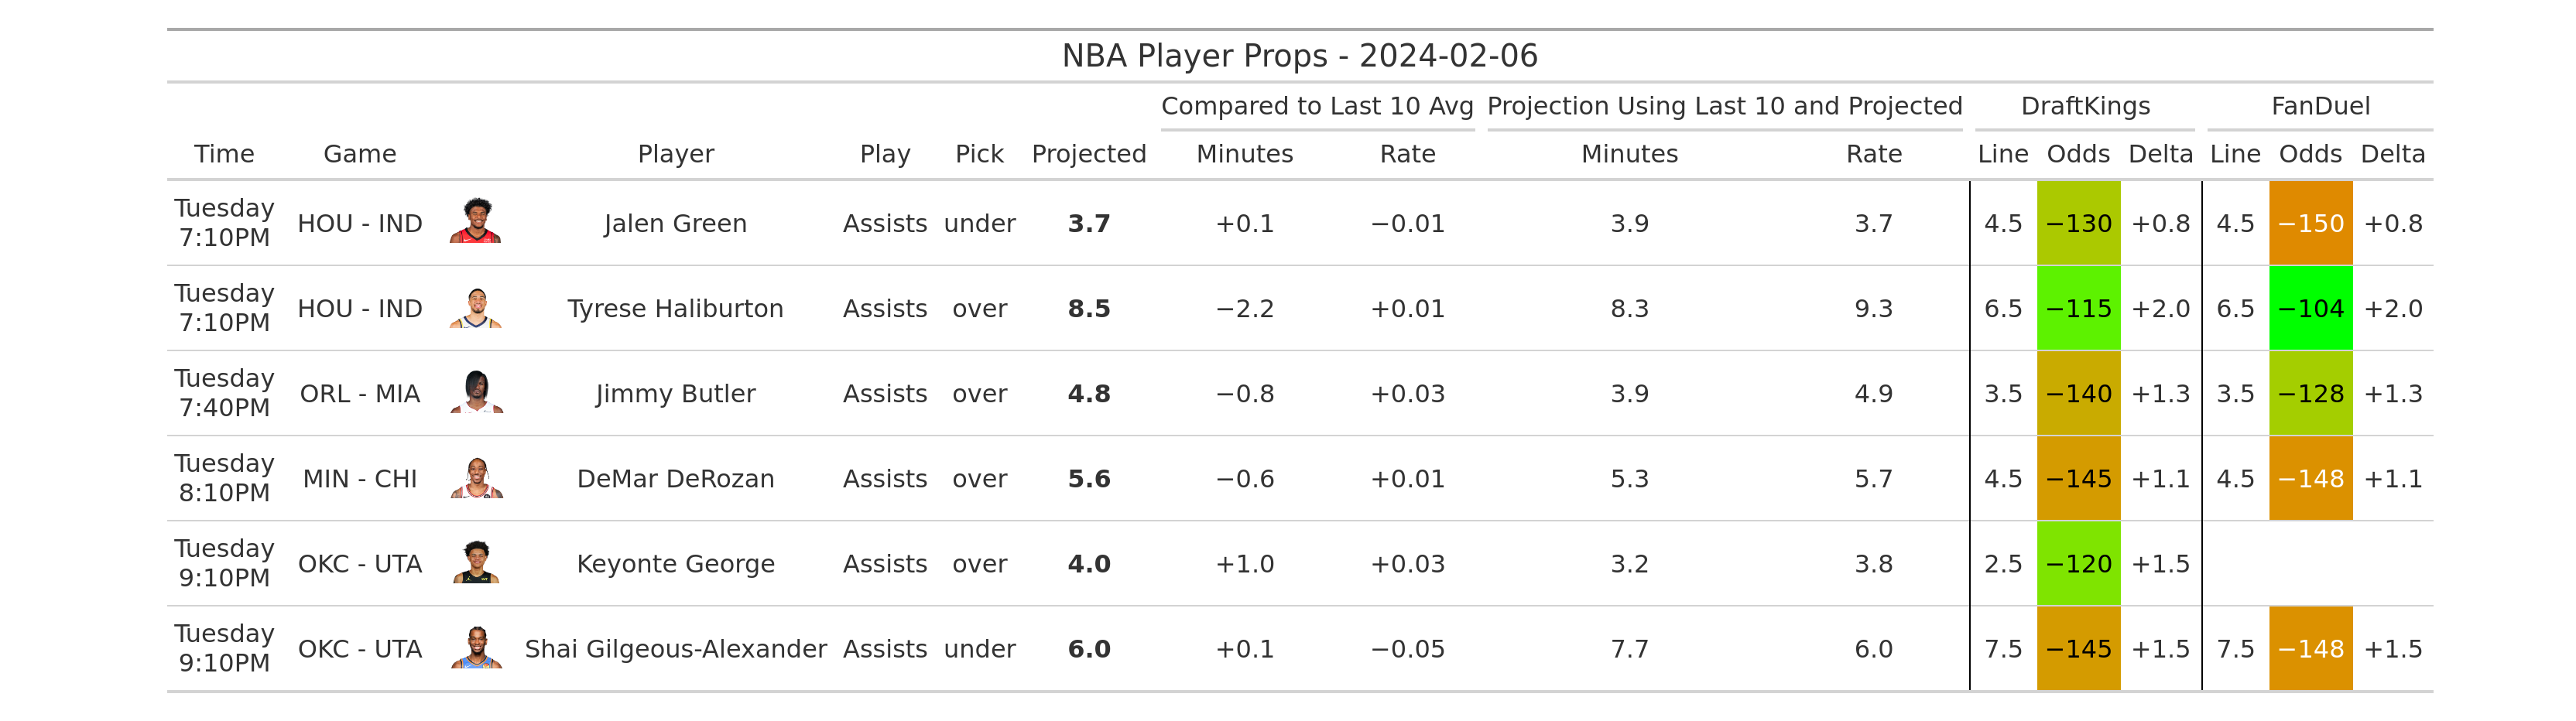 NBA Player Props - 2024-02-06
Compared to Last 10 Avg Projection Using Last 10 and Projected DraftKings FanDuel
Time Game Player Play Pick Projected Minutes Rate Minutes Rate Line Odds Delta Line Odds Delta
Tuesday
7:10PM HOU - IND Jalen Green Assists under 3.7 +0.1 −0.01 3.9 3.7 4.5 −130 +0.8 4.5 −150 +0.8
Tuesday
7:10PM HOU - IND Tyrese Haliburton Assists over 8.5 −2.2 +0.01 8.3 9.3 6.5 −115 +2.0 6.5 −104 +2.0
Tuesday
7:40PM ORL - MIA Jimmy Butler Assists over 4.8 −0.8 +0.03 3.9 4.9 3.5 −140 +1.3 3.5 −128 +1.3
Tuesday
8:10PM MIN - CHI DeMar DeRozan Assists over 5.6 −0.6 +0.01 5.3 5.7 4.5 −145 +1.1 4.5 −148 +1.1
Tuesday
9:10PM OKC - UTA Keyonte George Assists over 4.0 +1.0 +0.03 3.2 3.8 2.5 −120 +1.5
Tuesday
9:10PM OKC - UTA Shai Gilgeous-Alexander Assists under 6.0 +0.1 −0.05 7.7 6.0 7.5 −145 +1.5 7.5 −148 +1.5